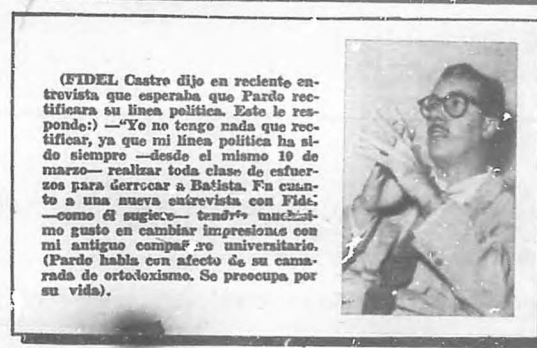 (FIDEL Castro dijo en reciente en-
trevista que esperaba que Pardo rec-
tificara su línea política. Este le res-
ponde:) —"Yo no tengo nada que rec-
tificar, ya que mi línea política ha si-
do siempre —desde el mismo 10 de
marzo— realizar toda clase de esfuer-
zos para derrocar a Batista. En cuan-
to a una nueva entrevista con Fidel
—como él sugiere— tendría muchísi-
mo gusto en cambiar impresiones con
mi antiguo compañero universitario.
(Pardo habla con afecto de su cama-
rada de ortodoxismo. Se preocupa por
su vida).